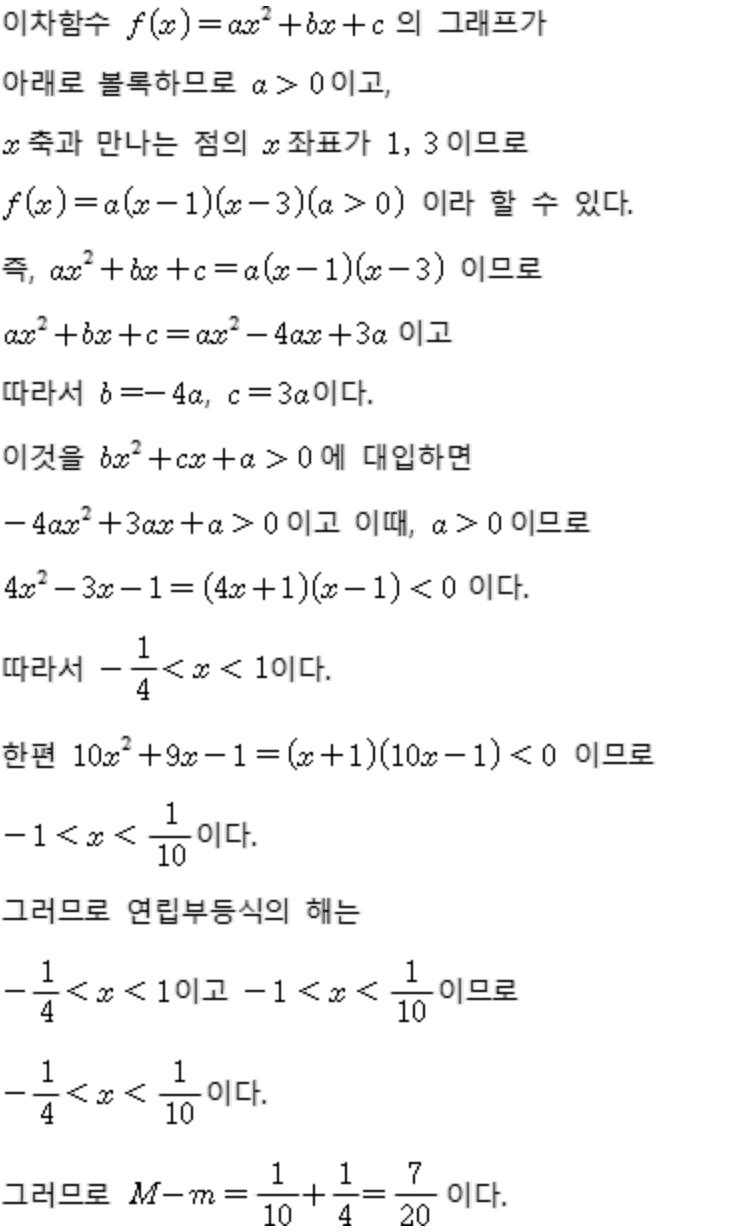 이차함수 f(x)=ax²+bx+c 의 그래프가
아래로 볼록하므로 a>0이고,
x축과 만나는 점의 x좌표가 1, 3이므로
f(x)=a(x-1)(x-3)(a>0) 이라 할 수 있다.
즉, ax²+bx+c=a(x-1)(x-3) 이므로
ax²+bx+c=ax²-4ax+3a 이고
따라서 b=-4a, c=3a이다.
이것을 bx²+cx+a>0에 대입하면
-4ax²+3ax+a>0이고 이때, a>0이므로
4x²-3x-1=(4x+1)(x-1)<0 이다.
따라서 -1/4<x<1이다.
한편 10x²+9x-1=(x+1)(10x-1)<0 이므로
-1<x<1/10이다.
그러므로 연립부등식의 해는
-1/4<x<1이고 -1<x<1/10이므로
-1/4<x<1/10이다.
그러므로 M-m=1/10+1/4=7/20 이다.